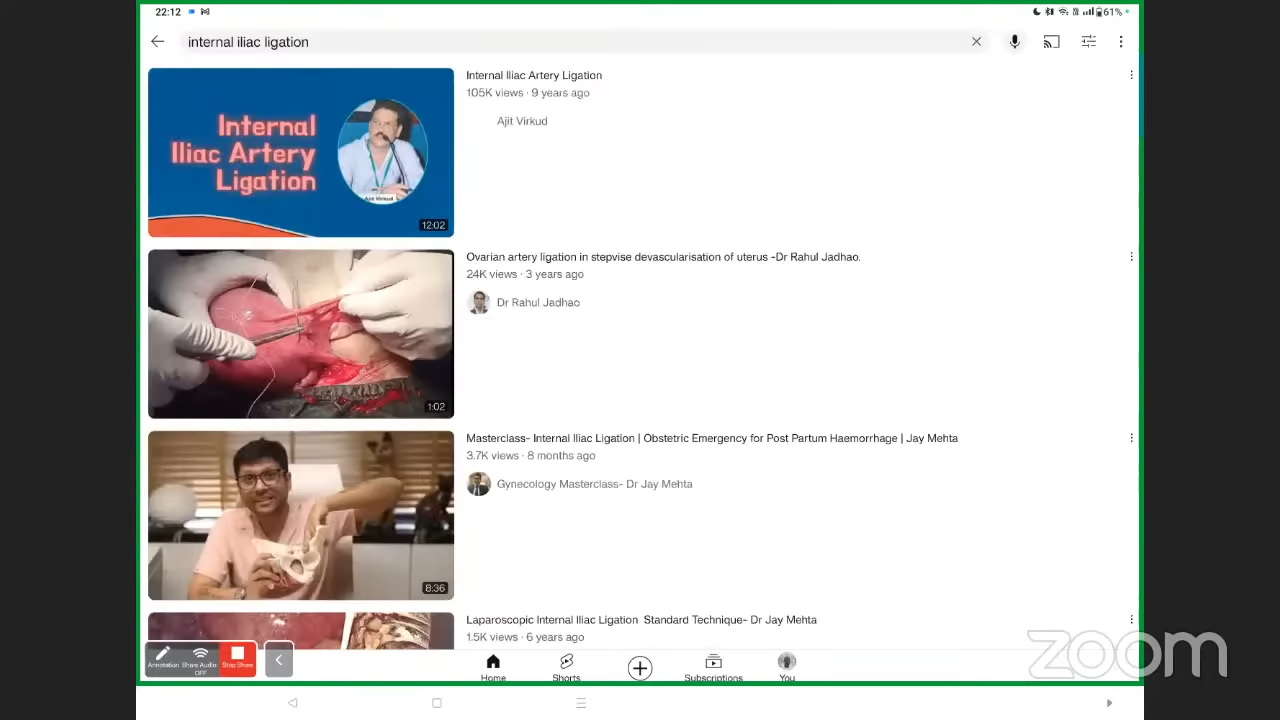 22:12
61%
internal iliac ligation
Internal
Iliac Artery
Ligation
Ajit Virkud
12:02
Internal Iliac Artery Ligation
105K views · 9 years ago
Ajit Virkud
1:02
Ovarian artery ligation in stepvise devascularisation of uterus -Dr Rahul Jadhao.
24K views · 3 years ago
Dr Rahul Jadhao
8:36
Masterclass- Internal Iliac Ligation | Obstetric Emergency for Post Partum Haemorrhage | Jay Mehta
3.7K views · 8 months ago
Gynecology Masterclass- Dr Jay Mehta
Laparoscopic Internal Iliac Ligation Standard Technique- Dr Jay Mehta
1.5K views · 6 years ago
Annotation Share Audio Stop Share
OFF
Home Shorts Subscriptions You
zoom